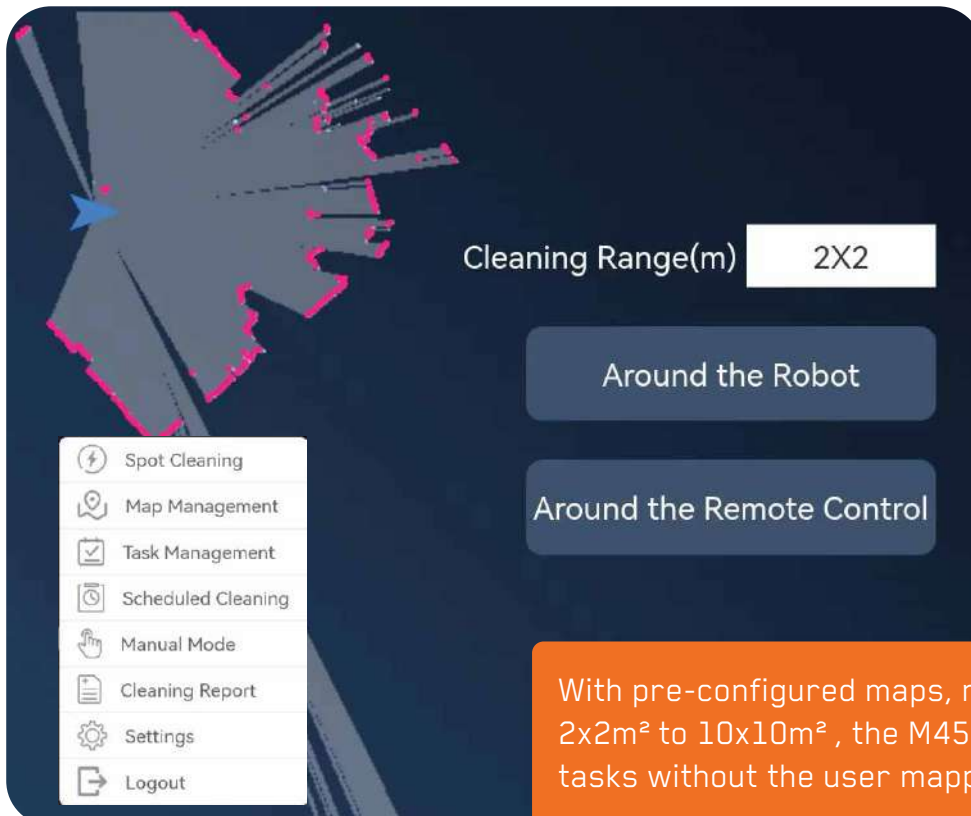 Cleaning Range(m) 2X2
Around the Robot
Around the Remote Control
Spot Cleaning
Map Management
Task Management
Scheduled Cleaning
Manual Mode
Cleaning Report
Settings
Logout
With pre-configured maps,
2x2m² to 10x10m², the M45
tasks without the user